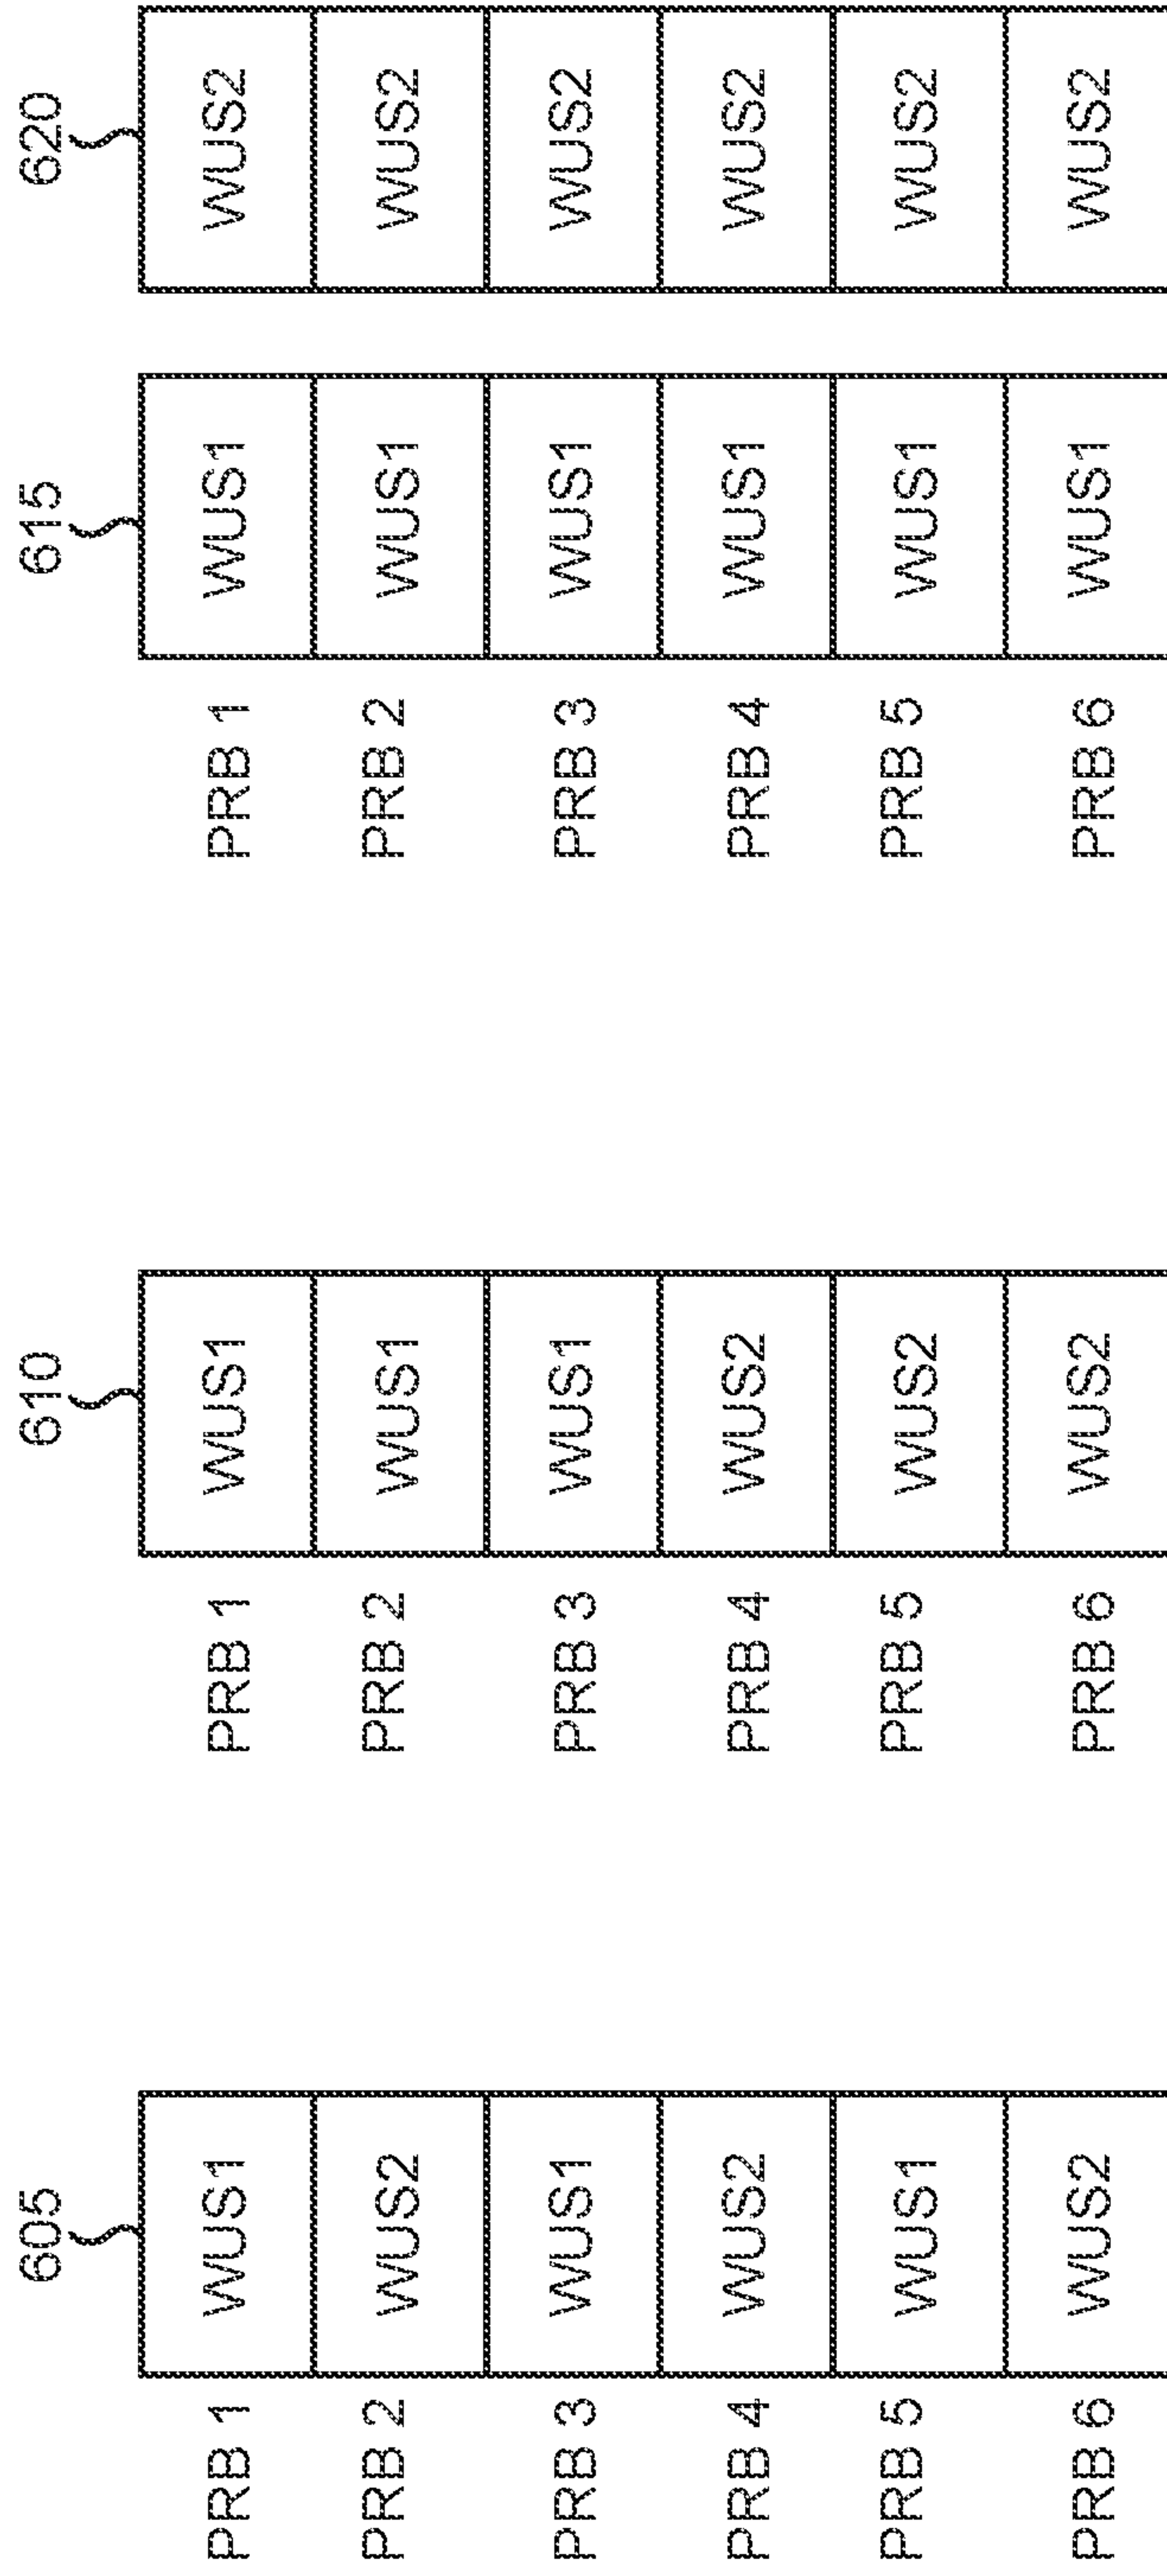 605 610 615 620
PRB 1 WUS1 PRB 1 WUS1 PRB 1 WUS1 WUS2
PRB 2 WUS2 PRB 2 WUS1 PRB 2 WUS1 WUS2
PRB 3 WUS1 PRB 3 WUS1 PRB 3 WUS1 WUS2
PRB 4 WUS2 PRB 4 WUS2 PRB 4 WUS1 WUS2
PRB 5 WUS1 PRB 5 WUS2 PRB 5 WUS1 WUS2
PRB 6 WUS2 PRB 6 WUS2 PRB 6 WUS1 WUS2